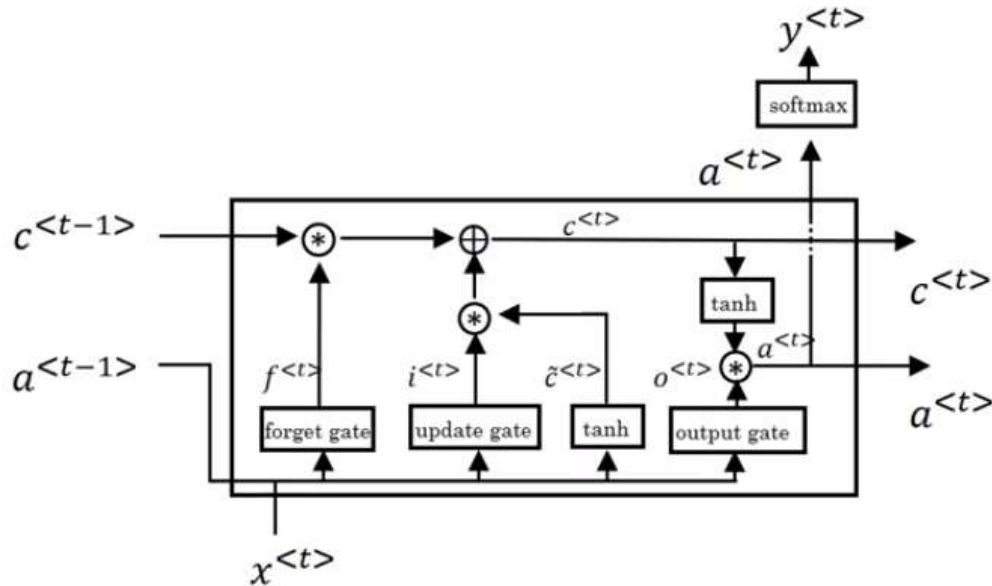 y<t>
softmax
a<t>
c<t-1>
c<t>
c<t>
tanh
a<t-1>
f<t>
i<t>
c̃<t>
o<t>
a<t>
a<t>
forget gate
update gate
tanh
output gate
x<t>